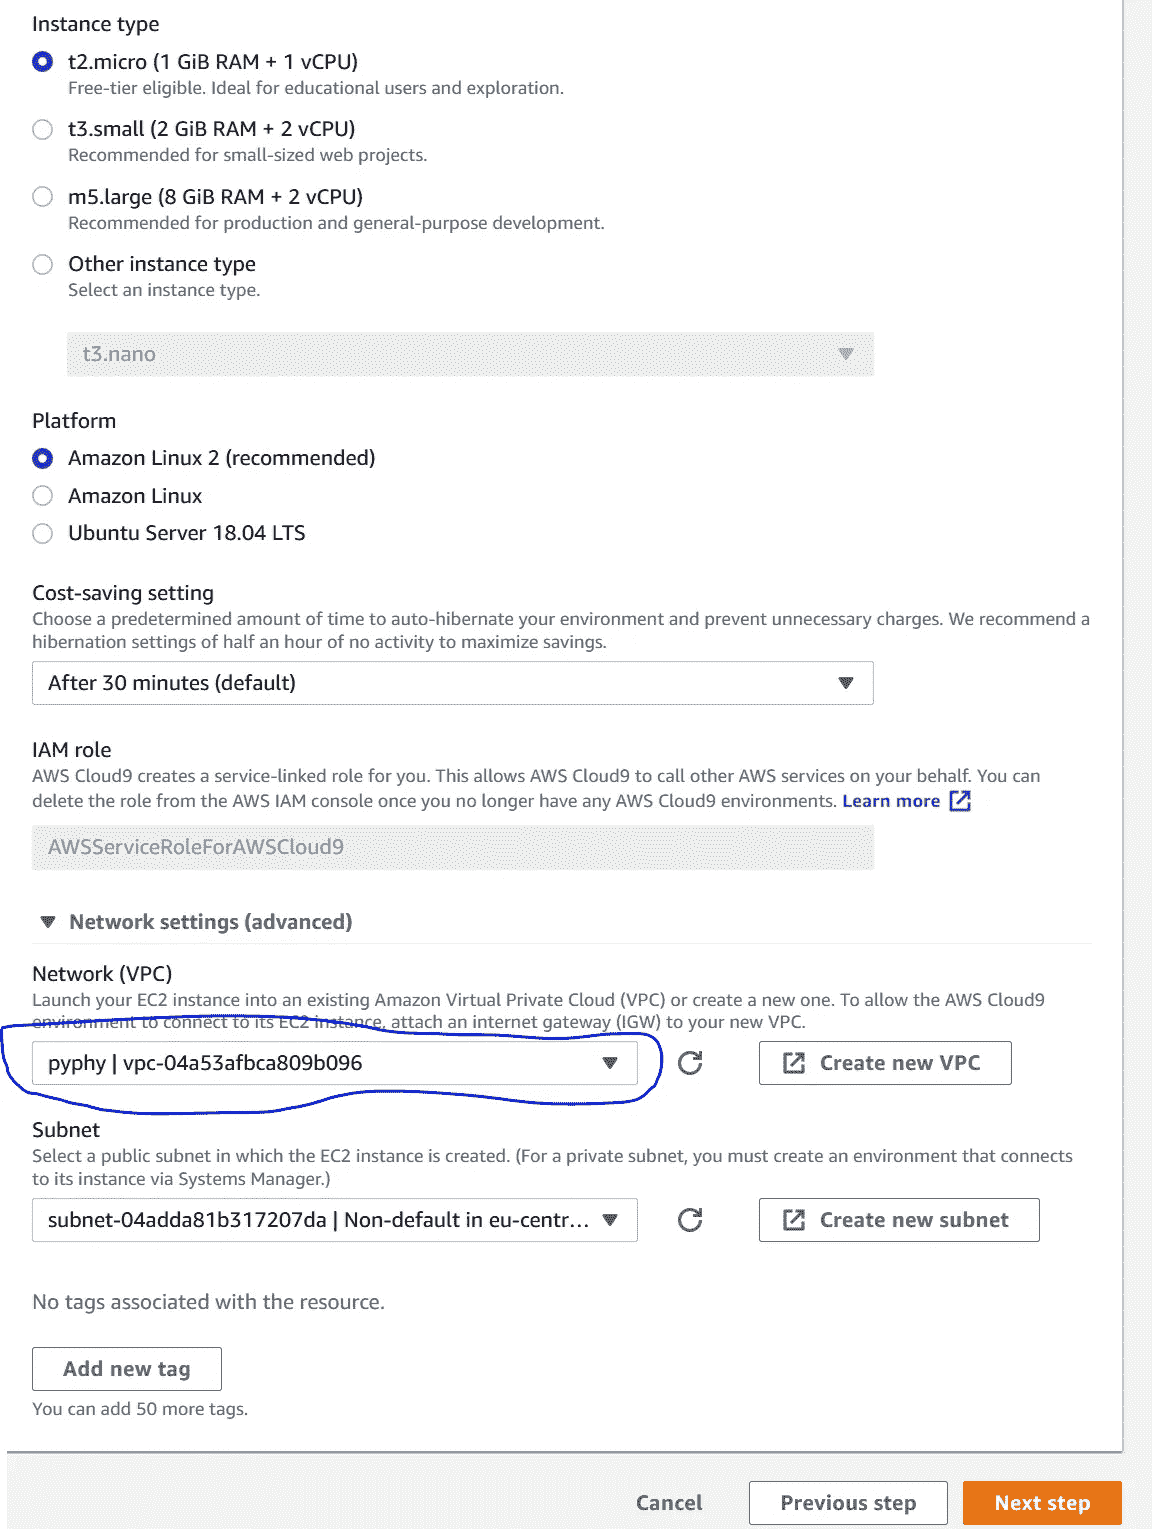 Instance type
t2.micro (1 GiB RAM + 1 vCPU)
Free-tier eligible. Ideal for educational users and exploration.
t3.small (2 GiB RAM + 2 vCPU)
Recommended for small-sized web projects.
m5.large (8 GiB RAM + 2 vCPU)
Recommended for production and general-purpose development.
Other instance type
Select an instance type.
t3.nano
Platform
Amazon Linux 2 (recommended)
Amazon Linux
Ubuntu Server 18.04 LTS
Cost-saving setting
Choose a predetermined amount of time to auto-hibernate your environment and prevent unnecessary charges. We recommend a
hibernation settings of half an hour of no activity to maximize savings.
After 30 minutes (default)
IAM role
AWS Cloud9 creates a service-linked role for you. This allows AWS Cloud9 to call other AWS services on your behalf. You can
delete the role from the AWS IAM console once you no longer have any AWS Cloud9 environments. Learn more
AWSServiceRoleForAWSCloud9
Network settings (advanced)
Network (VPC)
Launch your EC2 instance into an existing Amazon Virtual Private Cloud (VPC) or create a new one. To allow the AWS Cloud9
environment to connect to its EC2 instance, attach an internet gateway (IGW) to your new VPC.
pyphy | vpc-04a53afbca809b096
Create new VPC
Subnet
Select a public subnet in which the EC2 instance is created. (For a private subnet, you must create an environment that connects
to its instance via Systems Manager.)
subnet-04adda81b317207da | Non-default in eu-centr...
Create new subnet
No tags associated with the resource.
Add new tag
You can add 50 more tags.
Cancel
Previous step
Next step